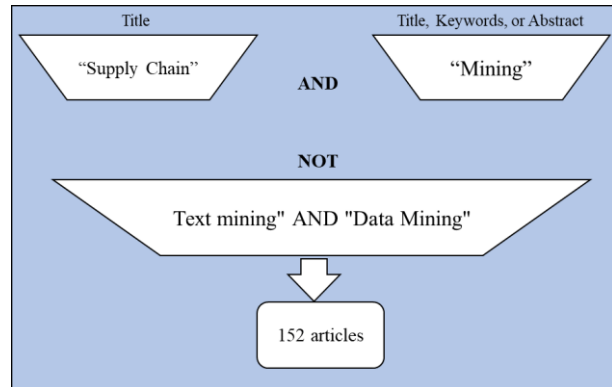 Title
Title, Keywords, or Abstract
“Supply Chain”
“Mining”
AND
NOT
Text mining" AND "Data Mining"
152 articles